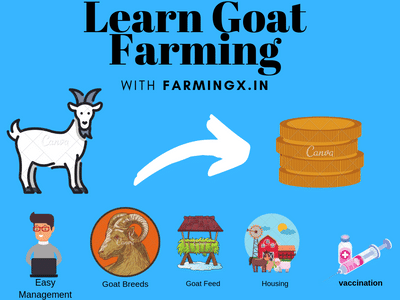 Learn Goat
Farming
WITH FARMINGX.IN
Canva
Canva
Easy
Management
Goat Breeds
Goat Feed
Housing
vaccination